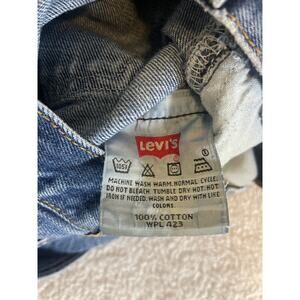 LEVI'S
MACHINE WASH WARM. NORMAL CYCLE.
DO NOT BLEACH. TUMBLE DRY HOT. HOT
IRON IF NEEDED. WASH AND DRY WITH LIKE
COLORS.
100% COTTON
WPL 423